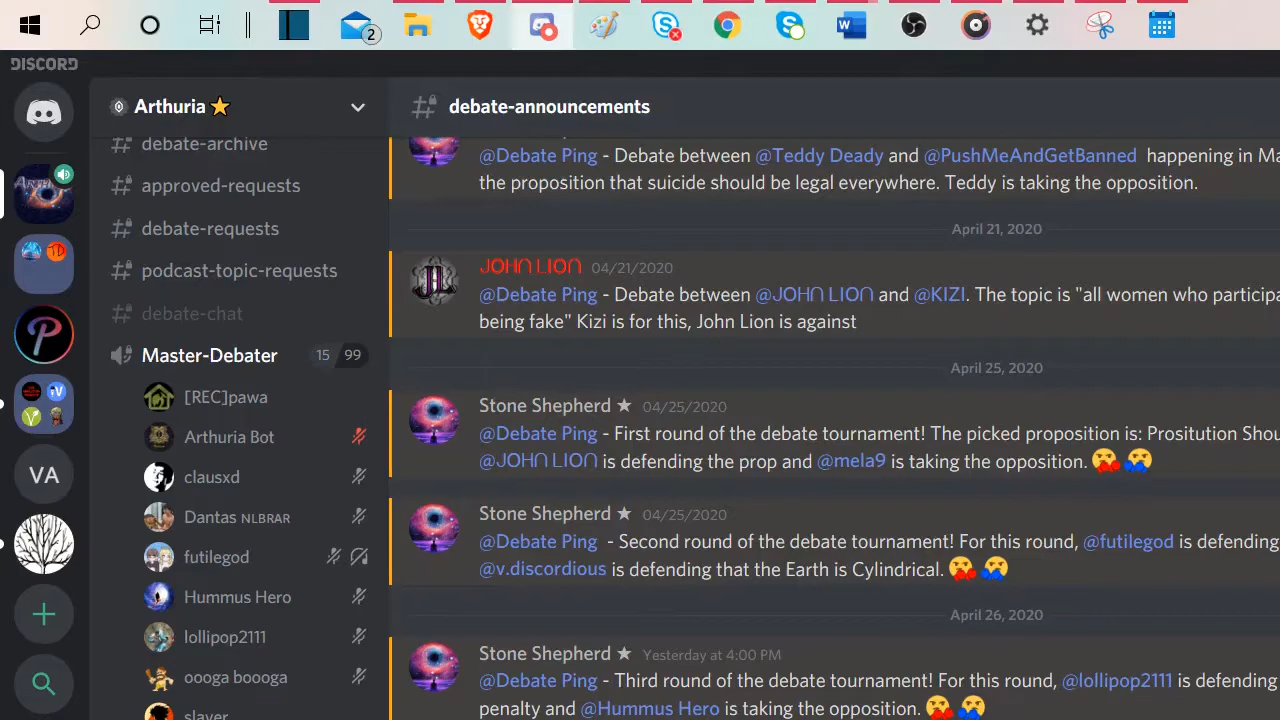 2
DISCORD
Arthuria
debate-archive
approved-requests
debate-requests
podcast-topic-requests
debate-chat
Master-Debater 15 99
[REC]pawa
Arthuria Bot
clausxd
Dantas NLBRAR
futilegod
Hummus Hero
lollipop2111
oooga boooga
slayer
ARTHURIA
TD
P
V
VA
debate-announcements
@Debate Ping - Debate between @Teddy Deady and @PushMeAndGetBanned happening in Ma
the proposition that suicide should be legal everywhere. Teddy is taking the opposition.
April 21, 2020
JL
JOHN LION 04/21/2020
@Debate Ping - Debate between @JOHN LION and @KIZI. The topic is "all women who participa
being fake" Kizi is for this, John Lion is against
April 25, 2020
Stone Shepherd 04/25/2020
@Debate Ping - First round of the debate tournament! The picked proposition is: Prositution Shou
@JOHN LION is defending the prop and @mela9 is taking the opposition.
Stone Shepherd 04/25/2020
@Debate Ping - Second round of the debate tournament! For this round, @futilegod is defending
@v.discordious is defending that the Earth is Cylindrical.
April 26, 2020
Stone Shepherd Yesterday at 4:00 PM
@Debate Ping - Third round of the debate tournament! For this round, @lollipop2111 is defending
penalty and @Hummus Hero is taking the opposition.